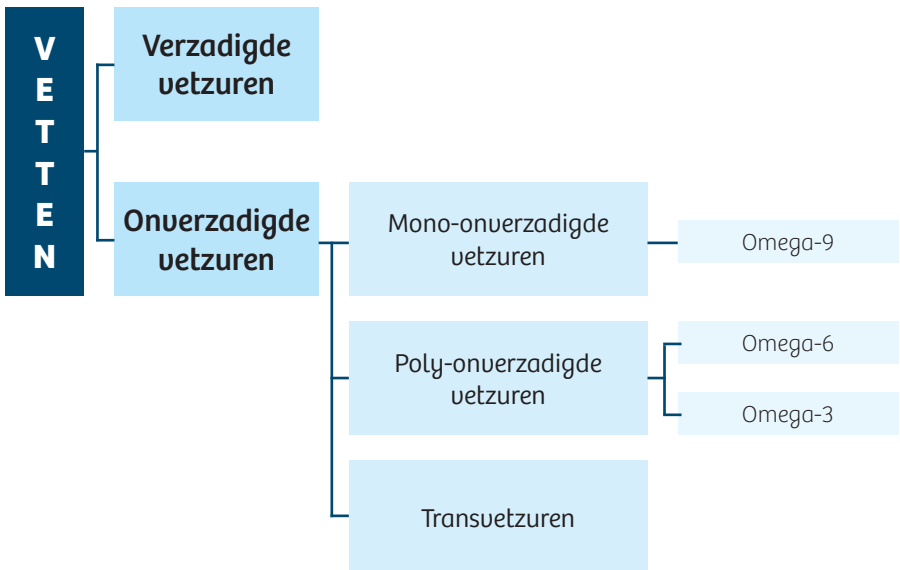 VETTEN
Verzadigde
vetzuren
Onverzadigde
vetzuren
Mono-onverzadigde
vetzuren
Omega-9
Poly-onverzadigde
vetzuren
Omega-6
Omega-3
Transvetzuren